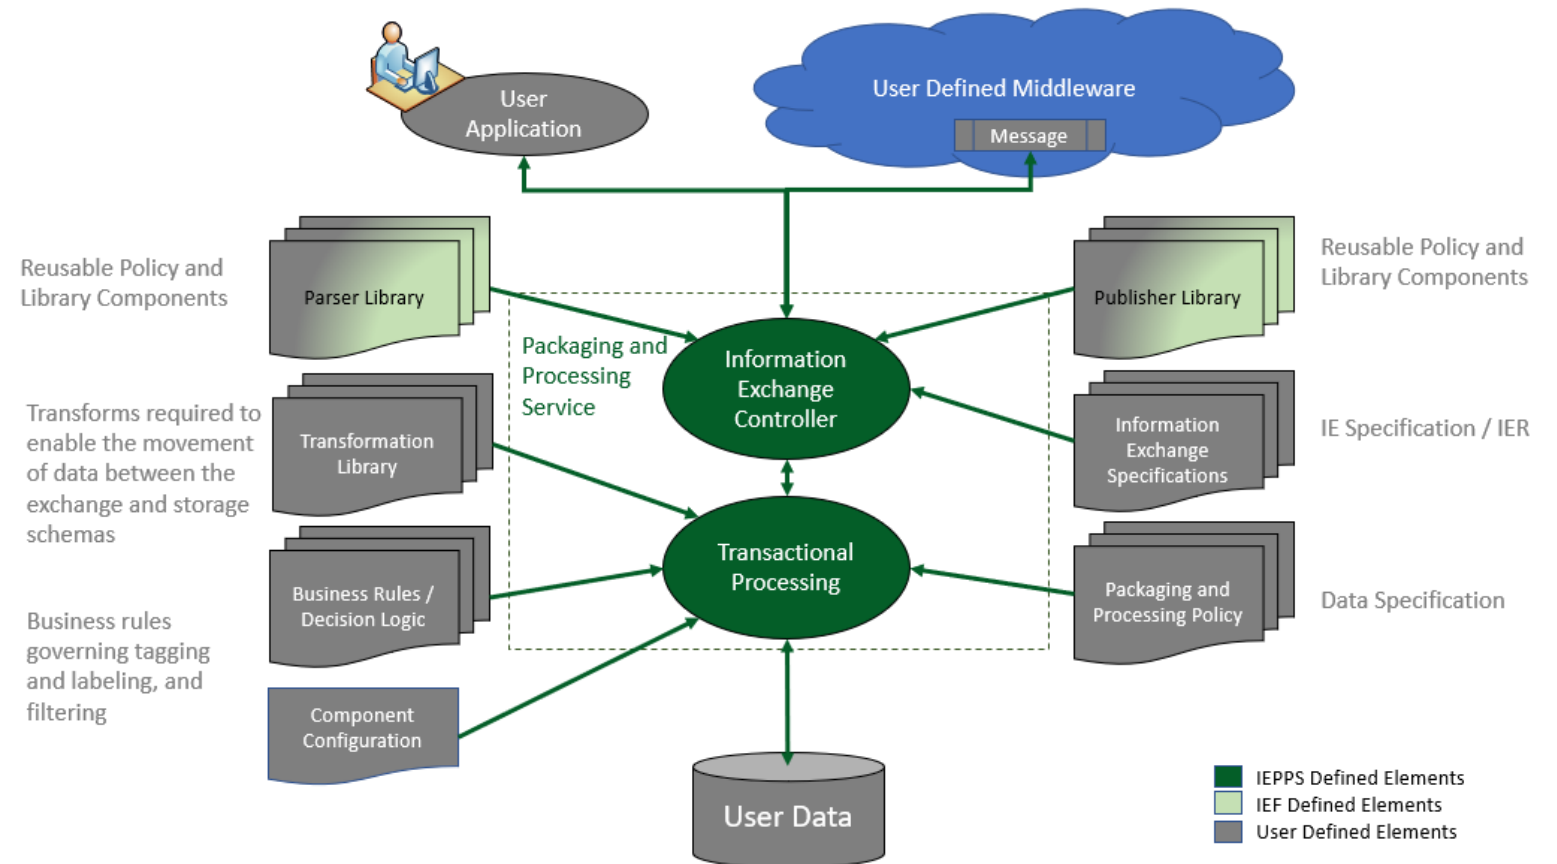 User
Application
User Defined Middleware
Message
Reusable Policy and
Library Components
Parser Library
Publisher Library
Reusable Policy and
Library Components
Packaging and
Processing
Service
Information
Exchange
Controller
Transforms required to
enable the movement
of data between the
exchange and storage
schemas
Transformation
Library
Information
Exchange
Specifications
IE Specification / IER
Transactional
Processing
Business Rules /
Decision Logic
Packaging and
Processing Policy
Data Specification
Business rules
governing tagging
and labeling, and
filtering
Component
Configuration
User Data
IEPPS Defined Elements
IEF Defined Elements
User Defined Elements